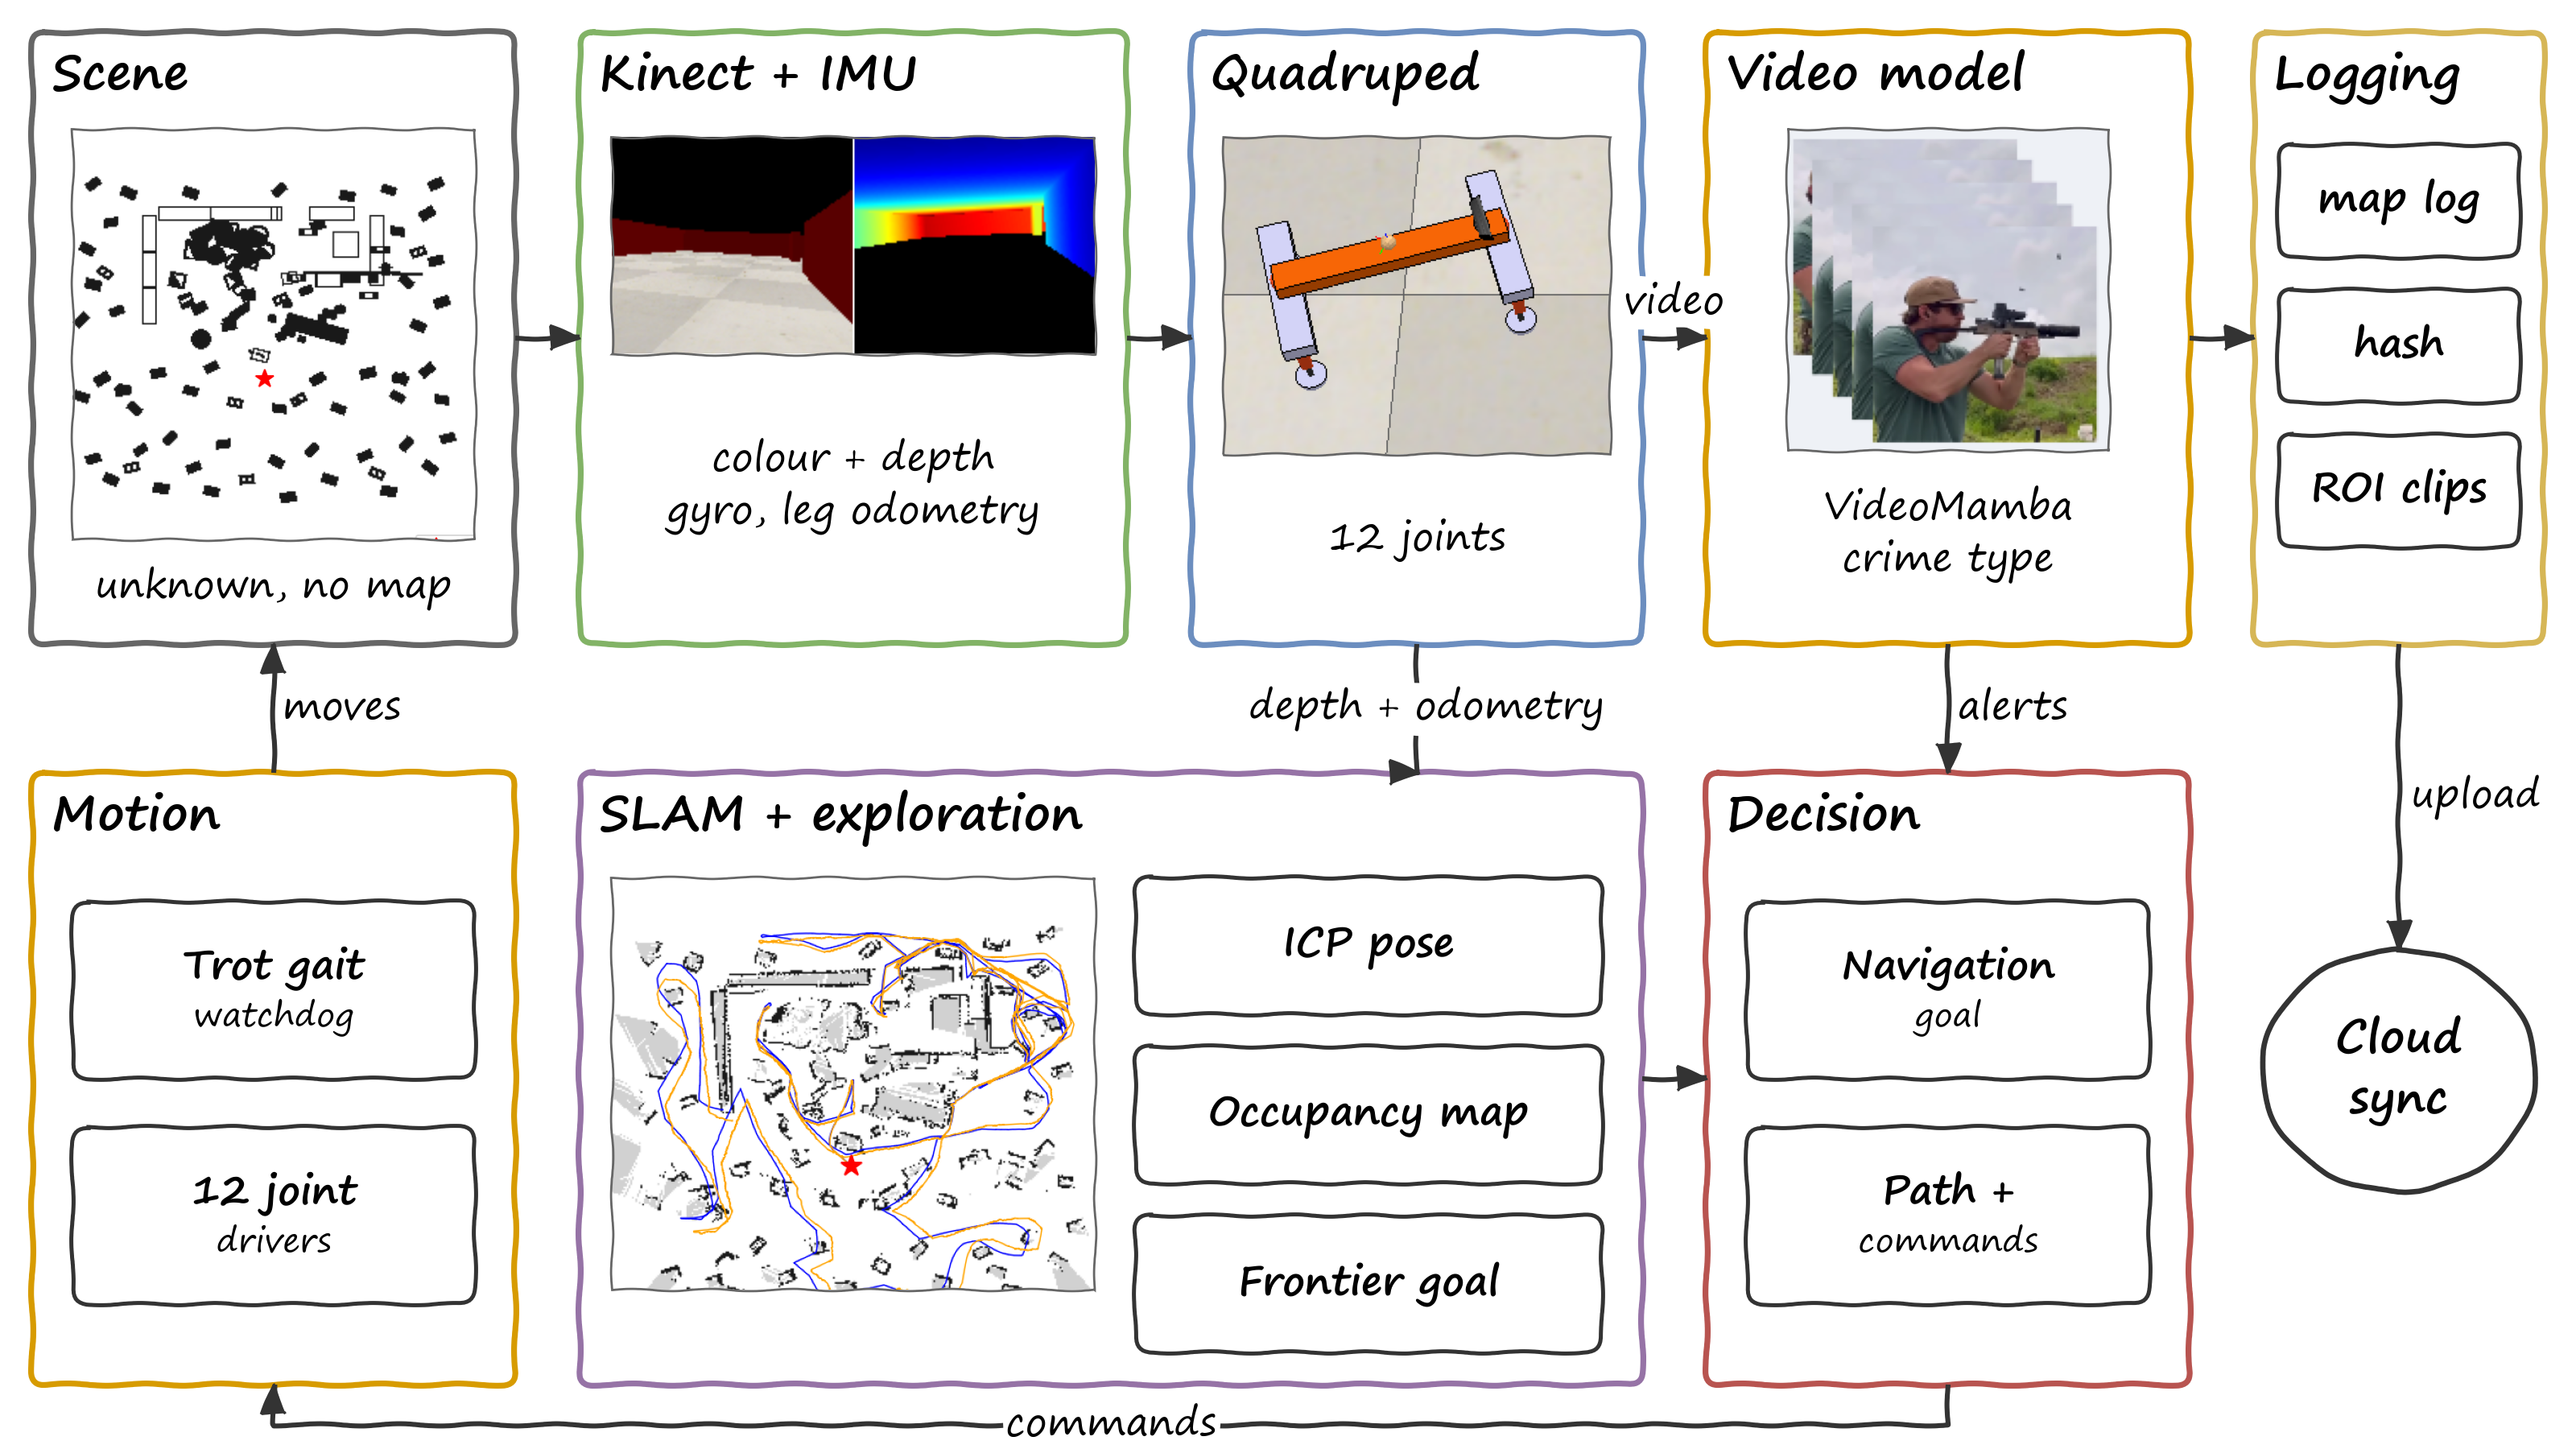 Scene
unknown, no map
Kinect + IMU
colour + depth
gyro, leg odometry
Quadruped
12 joints
video
Video model
VideoMamba
crime type
Logging
map log
hash
ROI clips
moves
depth + odometry
alerts
upload
Motion
Trot gait
watchdog
12 joint
drivers
SLAM + exploration
ICP pose
Occupancy map
Frontier goal
Decision
Navigation
goal
Path +
commands
Cloud
sync
commands